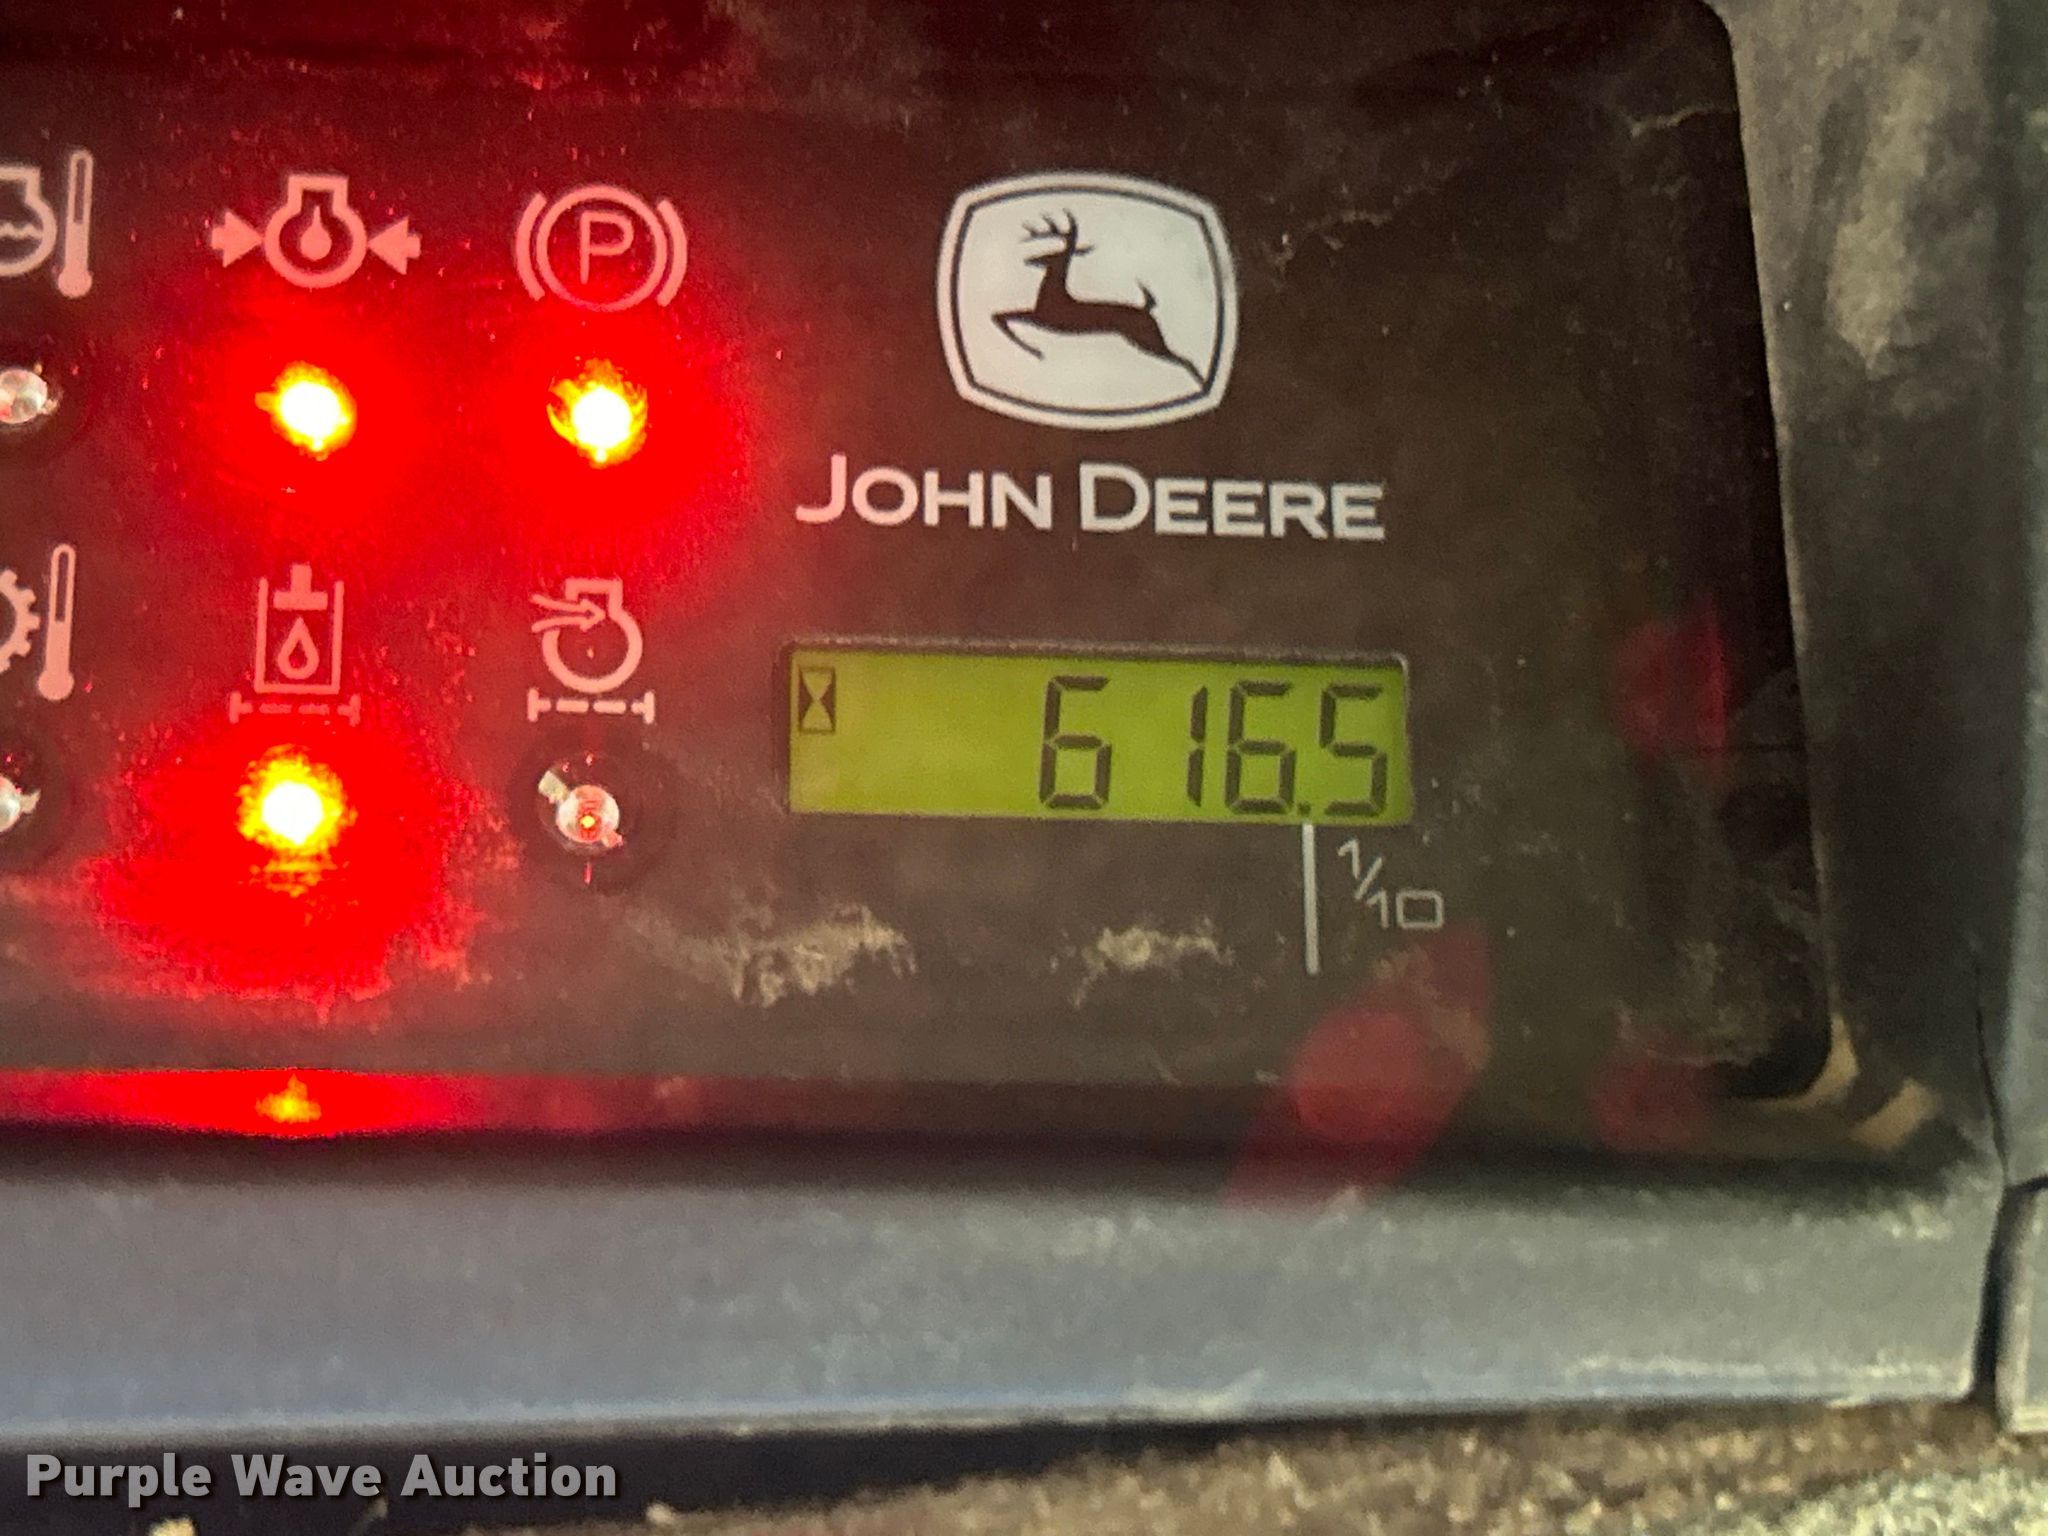 P
JOHN DEERE
616.5
1/10
Purple Wave Auction